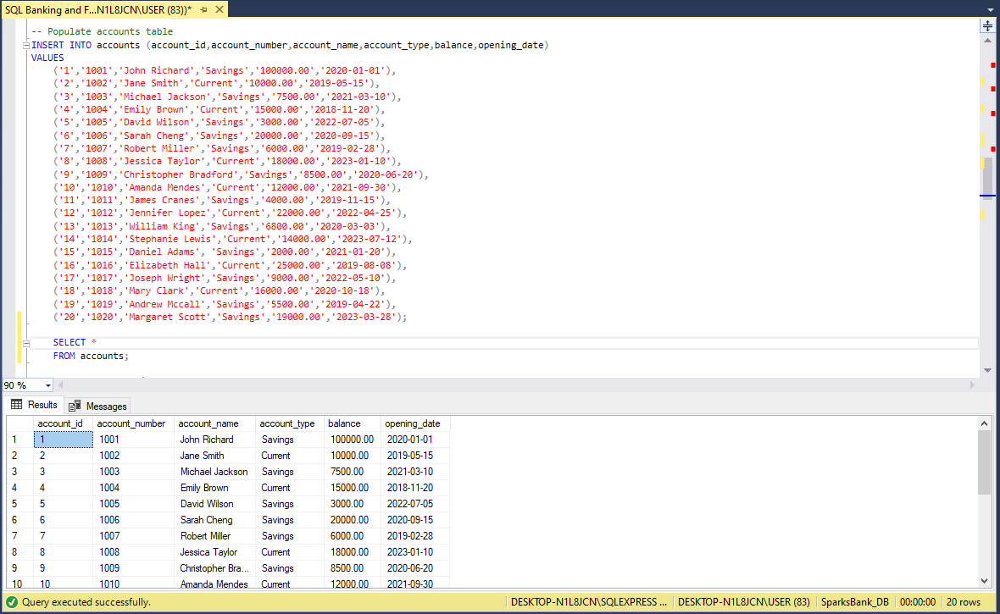 SQL Banking and F...N1L8JCN\USER (83))*
-- Populate accounts table
INSERT INTO accounts (account_id,account_number,account_name,account_type,balance,opening_date)
VALUES
('1','1001','John Richard','Savings','100000.00','2020-01-01'),
('2','1002','Jane Smith','Current','10000.00','2019-05-15'),
('3','1003','Michael Jackson','Savings','7500.00','2021-03-10'),
('4','1004','Emily Brown','Current','15000.00','2018-11-20'),
('5','1005','David Wilson','Savings','3000.00','2022-07-05'),
('6','1006','Sarah Cheng','Savings','20000.00','2020-09-15'),
('7','1007','Robert Miller','Savings','6000.00','2019-02-28'),
('8','1008','Jessica Taylor','Current','18000.00','2023-01-10'),
('9','1009','Christopher Bradford','Savings','8500.00','2020-06-20'),
('10','1010','Amanda Mendes','Current','12000.00','2021-09-30'),
('11','1011','James Cranes','Savings','4000.00','2019-11-15'),
('12','1012','Jennifer Lopez','Current','22000.00','2022-04-25'),
('13','1013','William King','Savings','6800.00','2020-03-03'),
('14','1014','Stephanie Lewis','Current','14000.00','2023-07-12'),
('15','1015','Daniel Adams', 'Savings','2000.00','2021-01-20'),
('16','1016','Elizabeth Hall','Current','25000.00','2019-08-08'),
('17','1017','Joseph Wright','Savings','9000.00','2022-05-10'),
('18','1018','Mary Clark','Current','16000.00','2020-10-18'),
('19','1019','Andrew Mccall','Savings','5500.00','2019-04-22'),
('20','1020','Margaret Scott','Savings','19000.00','2023-03-28');
SELECT *
FROM accounts;
90 %
Results Messages
account_id account_number account_name account_type balance opening_date
1 1 1001 John Richard Savings 100000.00 2020-01-01
2 2 1002 Jane Smith Current 10000.00 2019-05-15
3 3 1003 Michael Jackson Savings 7500.00 2021-03-10
4 4 1004 Emily Brown Current 15000.00 2018-11-20
5 5 1005 David Wilson Savings 3000.00 2022-07-05
6 6 1006 Sarah Cheng Savings 20000.00 2020-09-15
7 7 1007 Robert Miller Savings 6000.00 2019-02-28
8 8 1008 Jessica Taylor Current 18000.00 2023-01-10
9 9 1009 Christopher Bra... Savings 8500.00 2020-06-20
10 10 1010 Amanda Mendes Current 12000.00 2021-09-30
Query executed successfully. DESKTOP-N1L8JCN\SQLEXPRESS ... DESKTOP-N1L8JCN\USER (83) SparksBank_DB 00:00:00 20 rows